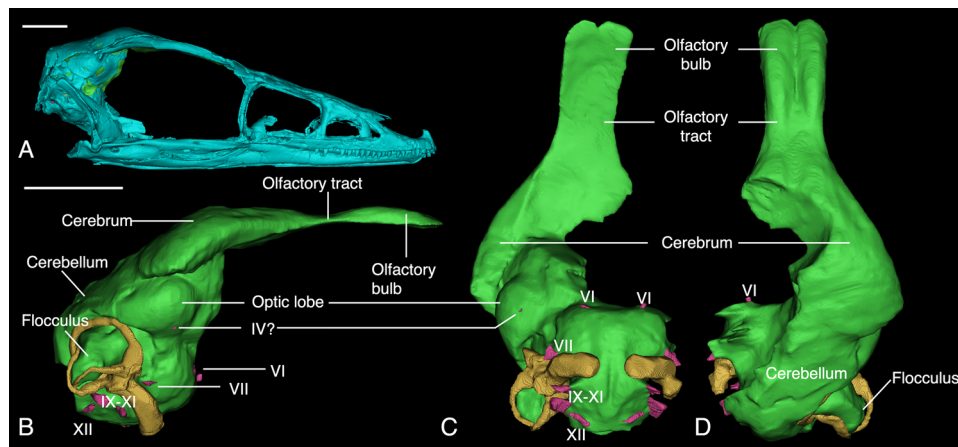 A
Olfactory tract
Cerebrum
Cerebellum
Olfactory
bulb
Optic lobe
Flocculus
IV?
VI
VII
IX-XI
XII
B
Olfactory
bulb
Olfactory
tract
Cerebrum
VI
VI
VII
IX-XI
XII
C
VI
Cerebellum
Flocculus
D